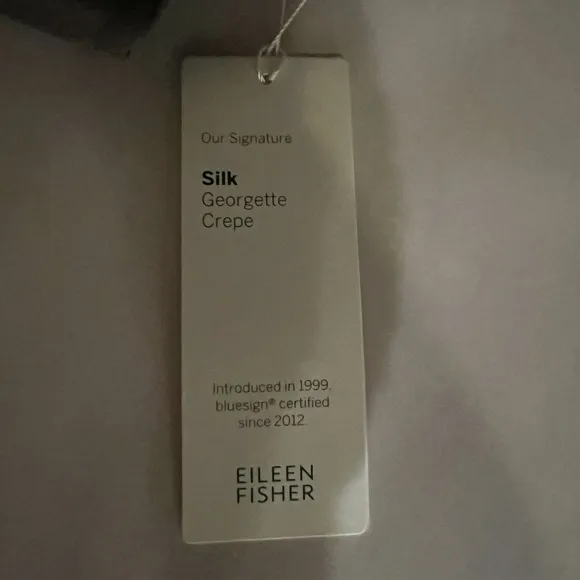 Our Signature
Silk
Georgette
Crepe
Introduced in 1999,
bluesign® certified
since 2012.
EILEEN
FISHER